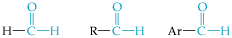 O O O
H—C—H R—C—H Ar—C—H